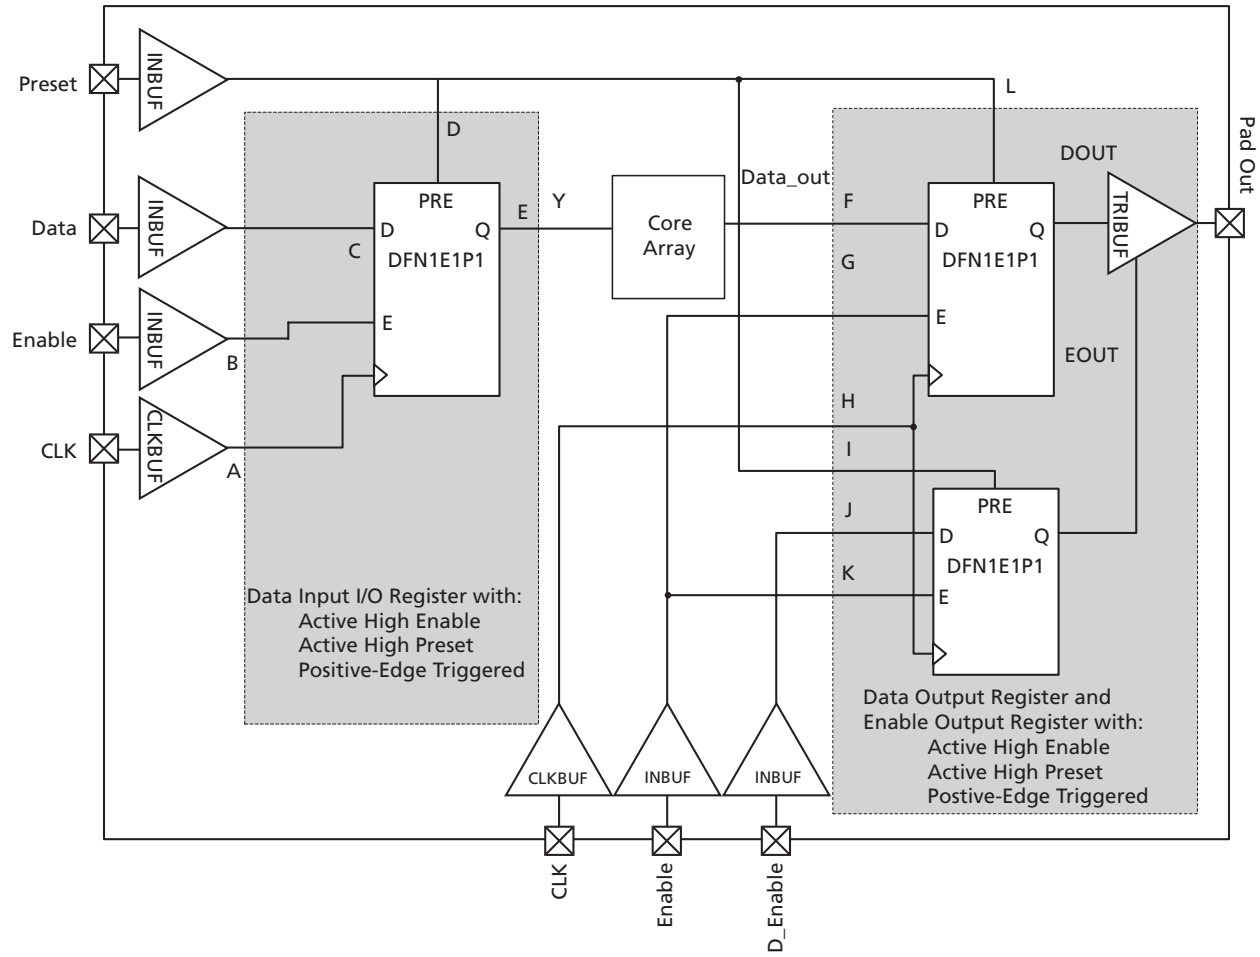 Preset
INBUF
L
D
Pad Out
DOUT
Data
INBUF
PRE
D
Q
C
DFN1E1P1
E
E
Y
Core
Array
Data_out
F
G
PRE
D
Q
DFN1E1P1
E
TRIBUF
EOUT
Enable
INBUF
B
CLK
CLKBUF
A
H
I
J
K
PRE
D
Q
DFN1E1P1
E
Data Input I/O Register with:
Active High Enable
Active High Preset
Positive-Edge Triggered
Data Output Register and
Enable Output Register with:
Active High Enable
Active High Preset
Postive-Edge Triggered
CLKBUF
INBUF
INBUF
CLK
Enable
D_Enable